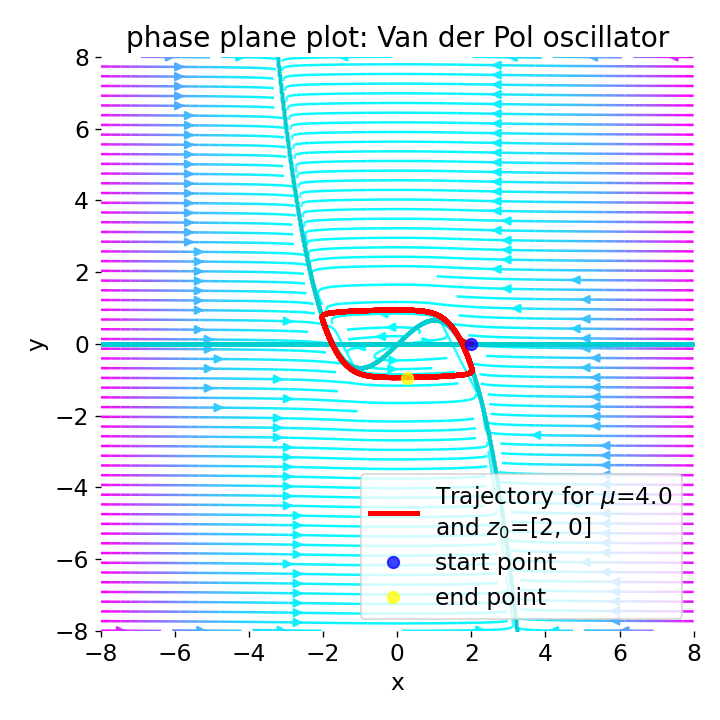 phase plane plot: Van der Pol oscillator
8
6
4
2
0
−2
−4
−6
−8
y
−8 −6 −4 −2 0 2 4 6 8
x
Trajectory for μ=4.0
and z₀=[2, 0]
start point
end point